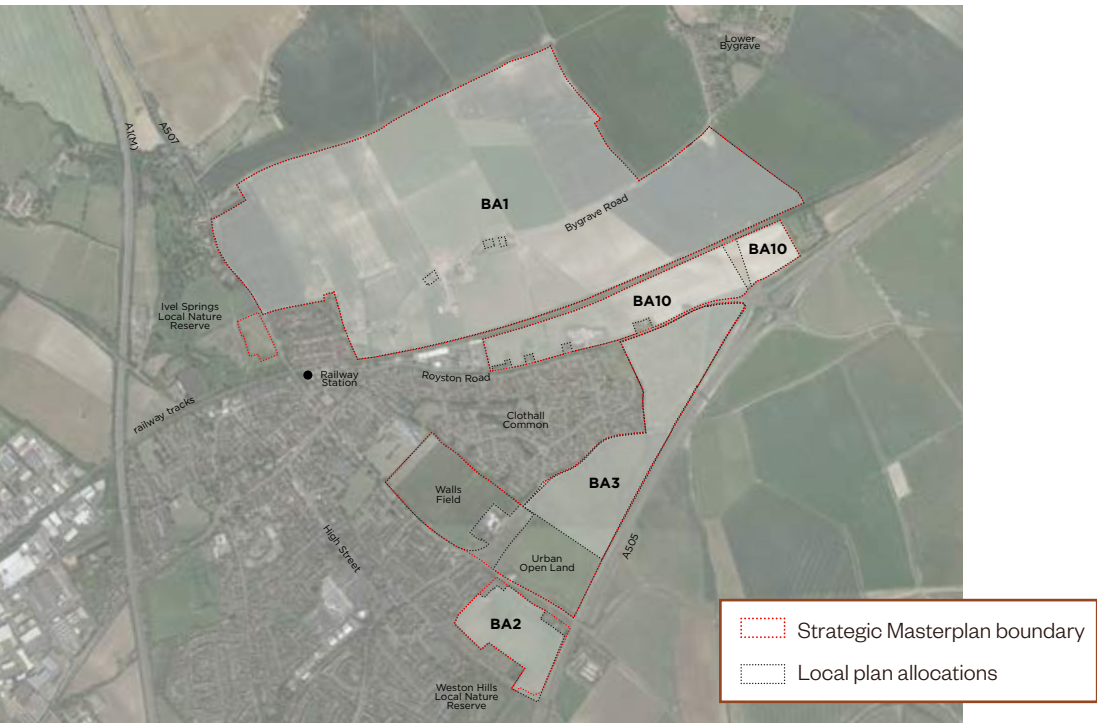 Lower
Bygrave
A1(M)
A507
BA1
Bygrave Road
BA10
BA10
Ivel Springs
Local Nature
Reserve
Railway
Station
Royston Road
railway tracks
Clothall
Common
Walls
Field
BA3
High Street
Urban
Open Land
A505
BA2
Weston Hills
Local Nature
Reserve
Strategic Masterplan boundary
Local plan allocations